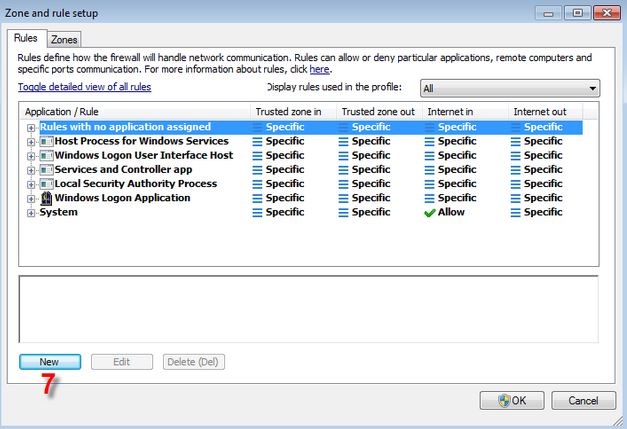 Zone and rule setup
Rules Zones
Rules define how the firewall will handle network communication. Rules can allow or deny particular applications, remote computers and
specific ports communication. For more information about rules, click here.
Toggle detailed view of all rules Display rules used in the profile: All
Application / Rule Trusted zone in Trusted zone out Internet in Internet out
Rules with no application assigned Specific Specific Specific Specific
Host Process for Windows Services Specific Specific Specific Specific
Windows Logon User Interface Host Specific Specific Specific Specific
Services and Controller app Specific Specific Specific Specific
Local Security Authority Process Specific Specific Specific Specific
Windows Logon Application Specific Specific Specific Specific
System Specific Specific Allow Specific
New Edit Delete (Del)
7
OK Cancel